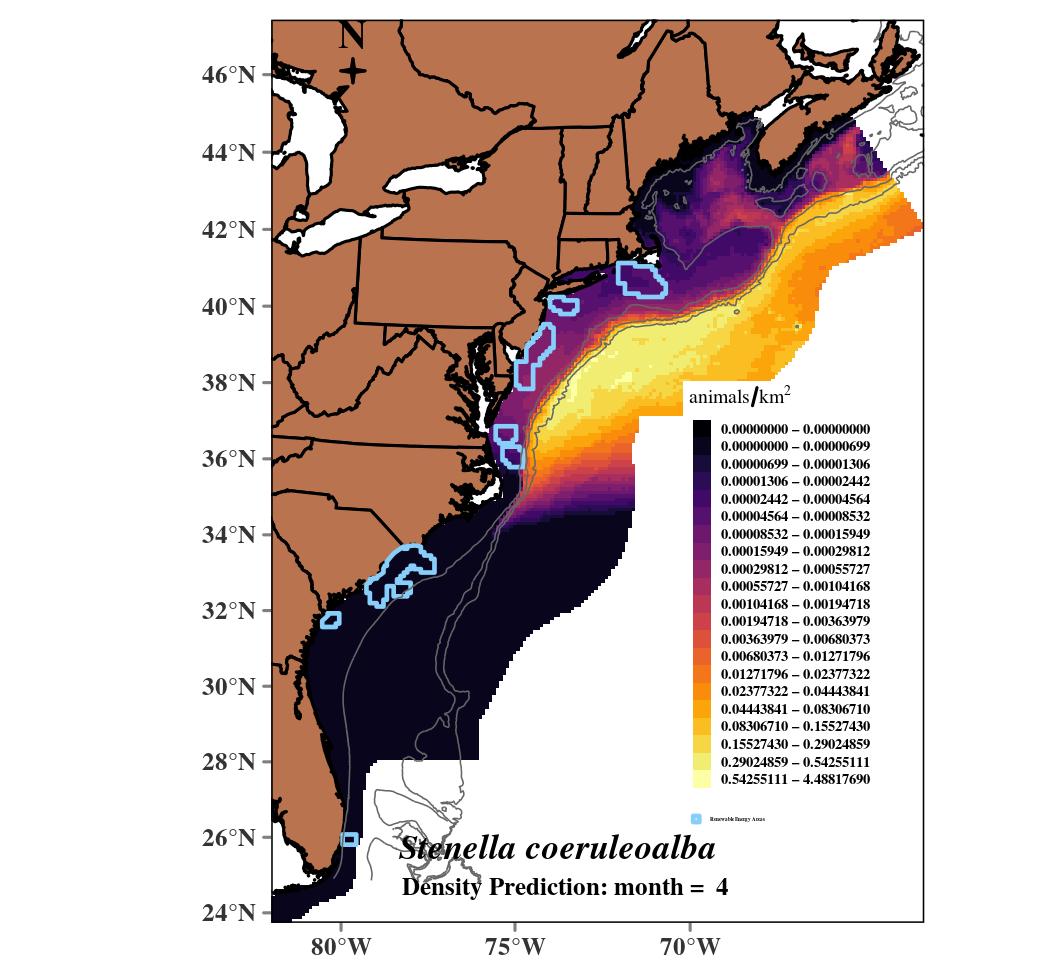 N
46°N
44°N
42°N
40°N
38°N
36°N
34°N
32°N
30°N
28°N
26°N
24°N
80°W
75°W
70°W
animals/km²
0.00000000 – 0.00000000
0.00000000 – 0.00000699
0.00000699 – 0.00001306
0.00001306 – 0.00002442
0.00002442 – 0.00004564
0.00004564 – 0.00008532
0.00008532 – 0.00015949
0.00015949 – 0.00029812
0.00029812 – 0.00055727
0.00055727 – 0.00104168
0.00104168 – 0.00194718
0.00194718 – 0.00363979
0.00363979 – 0.00680373
0.00680373 – 0.01271796
0.01271796 – 0.02377322
0.02377322 – 0.04443841
0.04443841 – 0.08306710
0.08306710 – 0.15527430
0.15527430 – 0.29024859
0.29024859 – 0.54255111
0.54255111 – 4.48817690
Renewable Energy Areas
Stenella coeruleoalba
Density Prediction: month = 4